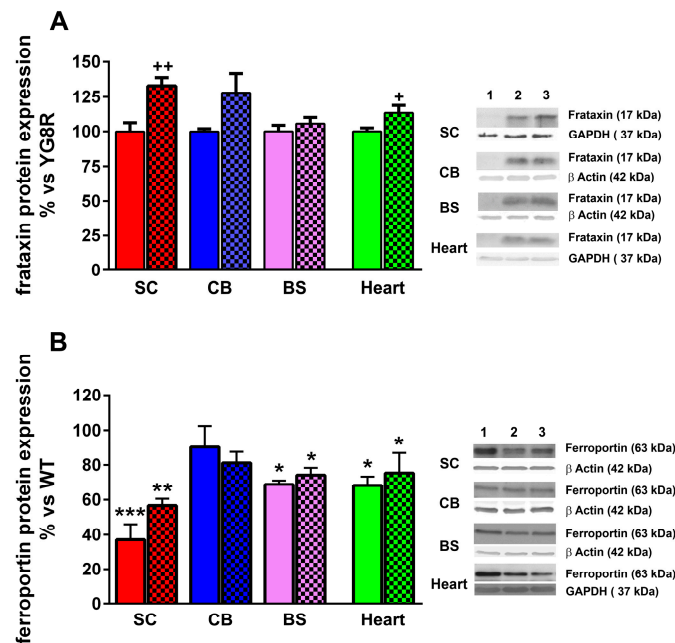 A
frataxin protein expression
% vs YG8R
150
125
100
75
50
25
0
++
+
SC CB BS Heart
1 2 3
SC
Frataxin (17 kDa)
GAPDH ( 37 kDa)
CB
Frataxin (17 kDa)
β Actin (42 kDa)
BS
Frataxin (17 kDa)
β Actin (42 kDa)
Heart
Frataxin (17 kDa)
GAPDH ( 37 kDa)
B
ferroportin protein expression
% vs WT
120
100
80
60
40
20
0
***
**
*
*
*
*
SC CB BS Heart
1 2 3
SC
Ferroportin (63 kDa)
β Actin (42 kDa)
CB
Ferroportin (63 kDa)
β Actin (42 kDa)
BS
Ferroportin (63 kDa)
β Actin (42 kDa)
Heart
Ferroportin (63 kDa)
GAPDH ( 37 kDa)